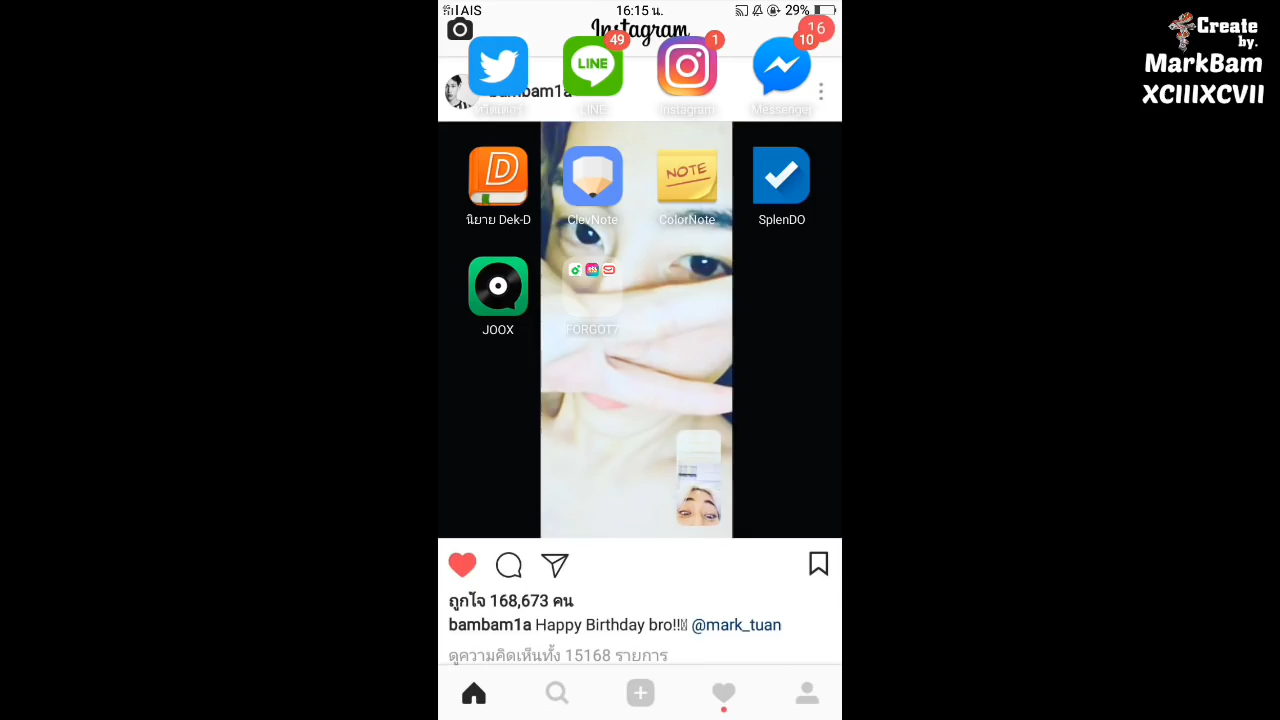 AIS 16:15 น. 29%
Instagram
16
49 1 10
LINE
bambam1a
LINE Instagram Messenger
D NOTE
นิยาย Dek-D ClevNote ColorNote SplenDO
JOOX FORGOT7
ถูกใจ 168,673 คน
bambam1a Happy Birthday bro!! @mark_tuan
ดูความคิดเห็นทั้ง 15168 รายการ
Create
by.
MarkBam
XCIIIXCVII